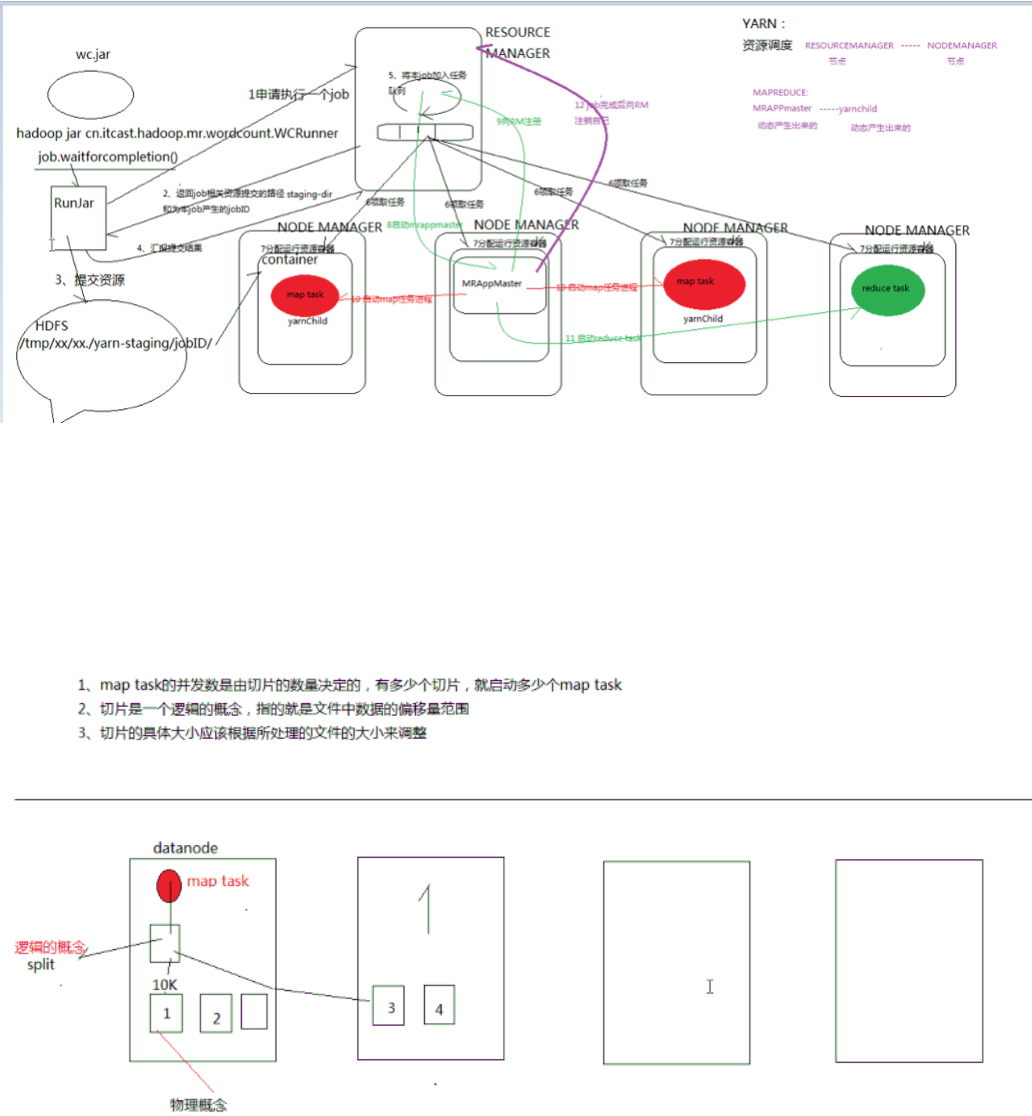 YARN：
资源调度
RESOURCEMANAGER ----- NODEMANAGER
节点
节点
MAPREDUCE:
MRAPPmaster -----yarnchild
动态产生出来的
动态产生出来的
RESOURCE
MANAGER
wc.jar
5、将本job加入任务
队列
1申请执行一个job
12 job完成后向RM
注销自己
9向RM注册
hadoop jar cn.itcast.hadoop.mr.wordcount.WCRunner
job.waitforcompletion()
RunJar
2、返回job相关资源提交的路径 staging-dir
和为本job产生的jobID
4、汇报提交结果
3、提交资源
6领取任务
6领取任务
6领取任务
6领取任务
8启动mrappmaster
NODE MANAGER
NODE MANAGER
NODE MANAGER
NODE MANAGER
7分配运行资源容器
7分配运行资源容器
7分配运行资源容器
7分配运行资源容器
container
map task
yarnChild
MRAppMaster
10 启动map任务进程
10 启动map任务进程
map task
yarnChild
reduce task
11 启动reduce task
HDFS
/tmp/xx/xx./yarn-staging/jobID/
1、map task的并发数是由切片的数量决定的，有多少个切片，就启动多少个map task
2、切片是一个逻辑的概念，指的就是文件中数据的偏移量范围
3、切片的具体大小应该根据所处理的文件的大小来调整
datanode
map task
逻辑的概念
split
10K
1
2
3
4
物理概念